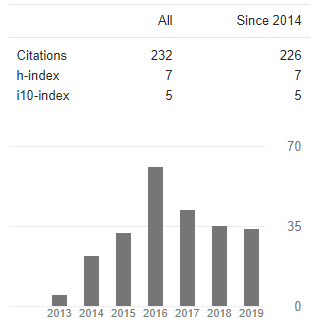 All Since 2014
Citations 232 226
h-index 7 7
i10-index 5 5
70
35
0
2013 2014 2015 2016 2017 2018 2019